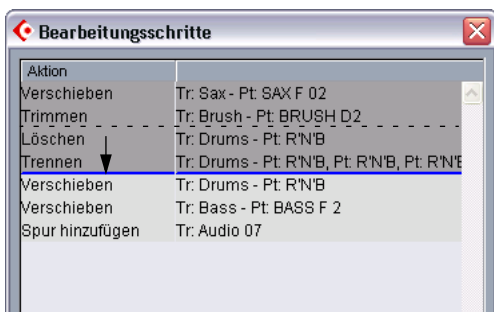 Bearbeitungsschritte
Aktion
Verschieben Tr: Sax - Pt: SAX F 02
Trimmen Tr: Brush - Pt: BRUSH D2
Löschen Tr: Drums - Pt: R'N'B
Trennen Tr: Drums - Pt: R'N'B, Pt: R'N'B, Pt: R'N'B
Verschieben Tr: Drums - Pt: R'N'B
Verschieben Tr: Bass - Pt: BASS F 2
Spur hinzufügen Tr: Audio 07